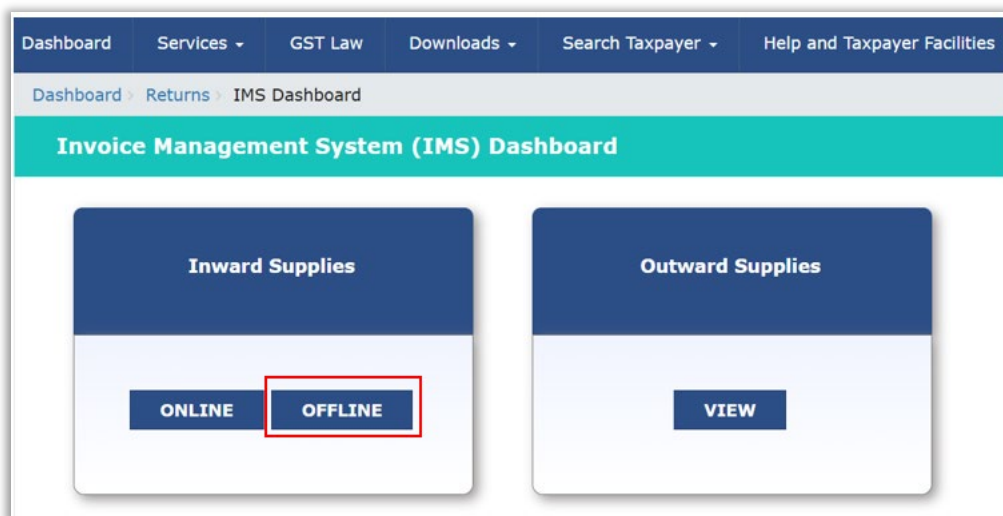 Dashboard Services GST Law Downloads Search Taxpayer Help and Taxpayer Facilities
Dashboard Returns IMS Dashboard
Invoice Management System (IMS) Dashboard
Inward Supplies
Outward Supplies
ONLINE OFFLINE
VIEW